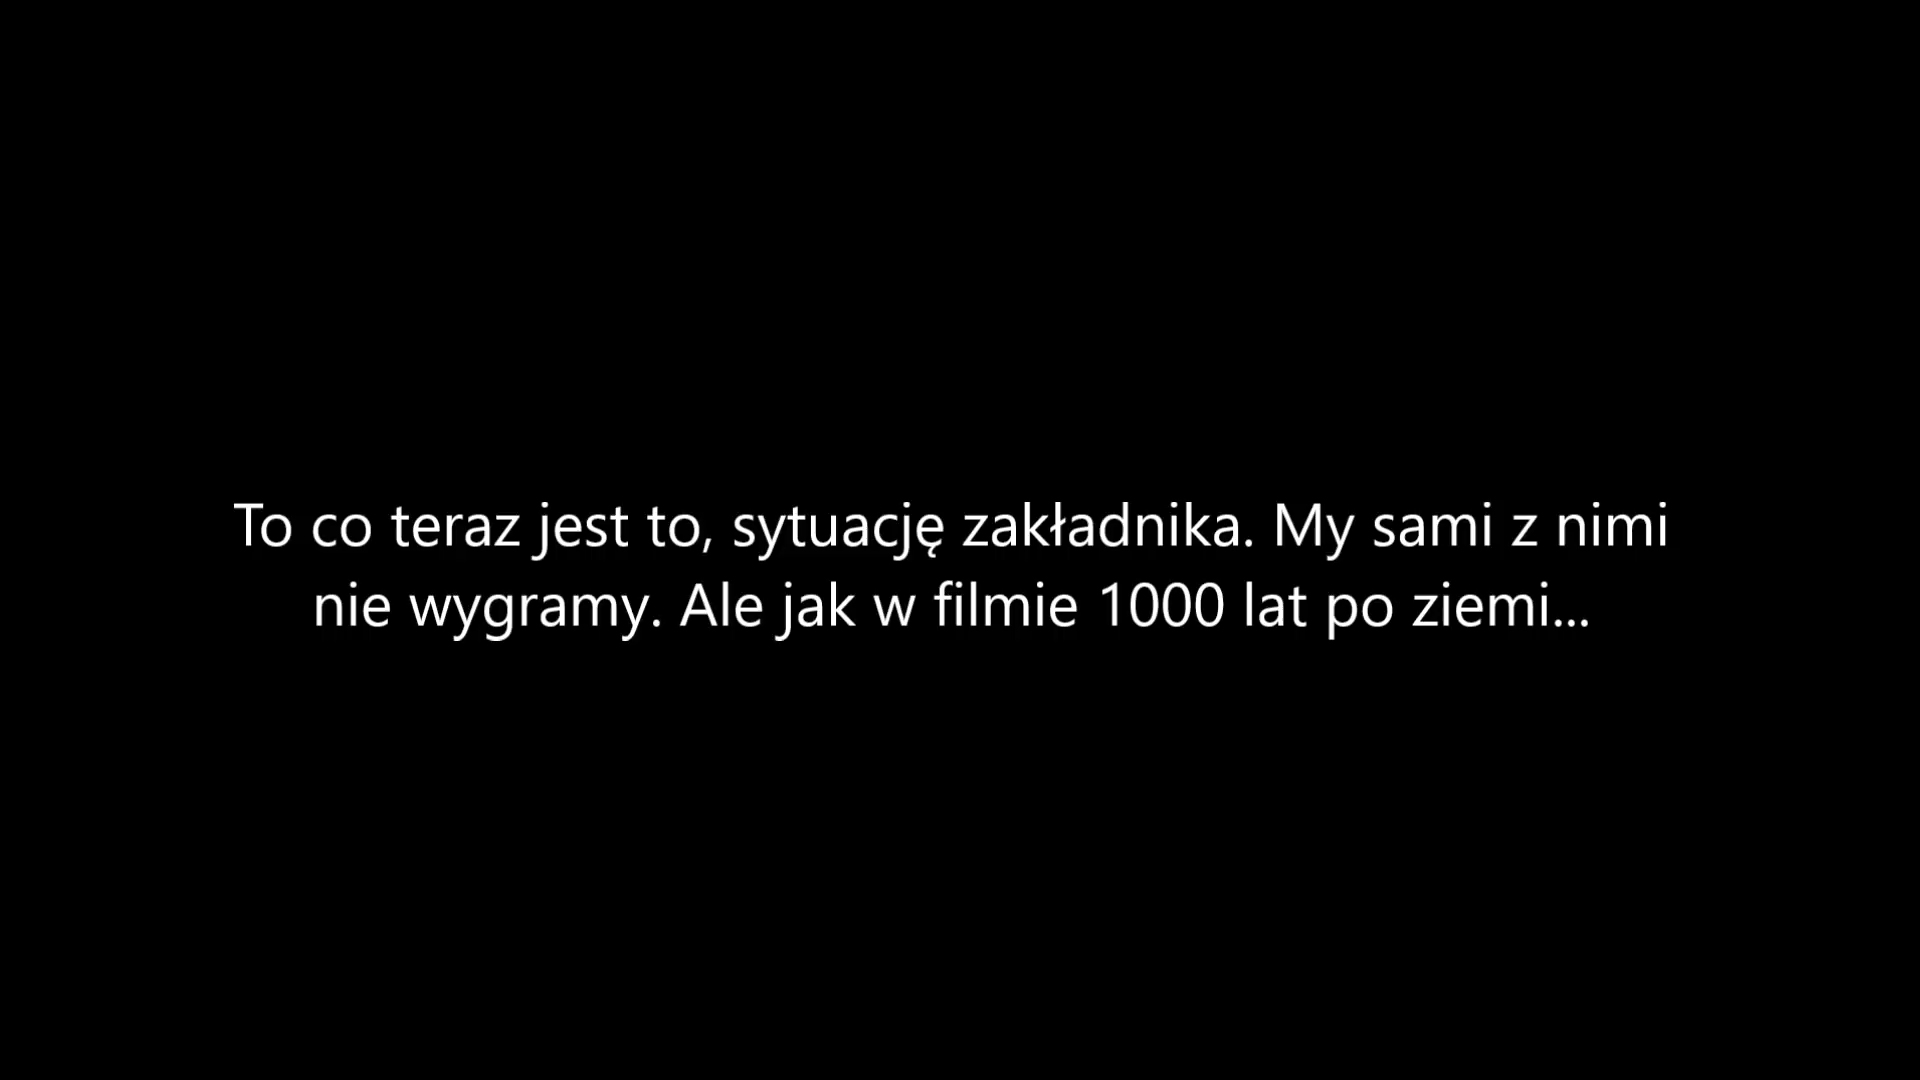 To co teraz jest to, sytuację zakładnika. My sami z nimi
nie wygramy. Ale jak w filmie 1000 lat po ziemi...